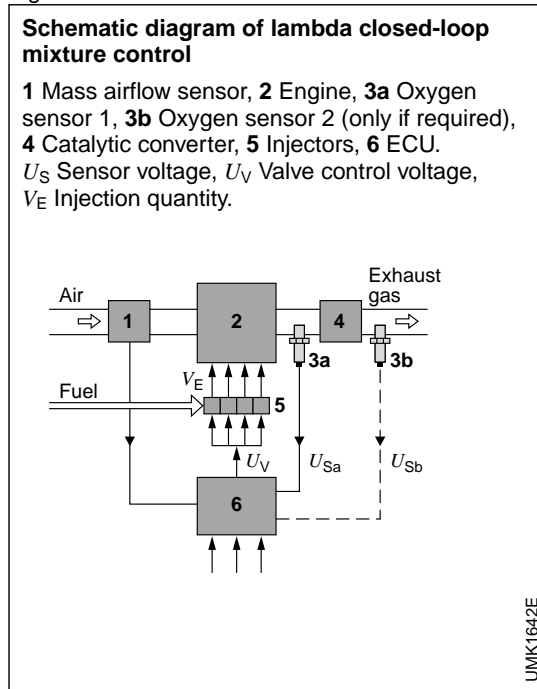 Schematic diagram of lambda closed-loop
mixture control
1 Mass airflow sensor, 2 Engine, 3a Oxygen
sensor 1, 3b Oxygen sensor 2 (only if required),
4 Catalytic converter, 5 Injectors, 6 ECU.
US Sensor voltage, UV Valve control voltage,
VE Injection quantity.
Air
Exhaust
gas
1
2
4
3a
3b
VE
Fuel
5
UV
USa
USb
6
UMK1642E